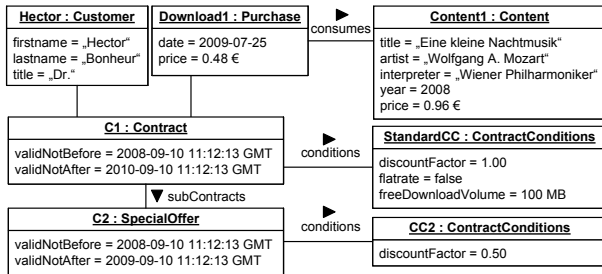 Hector : Customer
firstname = „Hector“
lastname = „Bonheur
title = „Dr.“
Download1 : Purchase
date = 2009-07-25
price = 0.48 €
consumes
Content1 : Content
title = „Eine kleine Nachtmusik“
artist = „Wolfgang A. Mozart“
interpreter = „Wiener Philharmoniker“
year = 2008
price = 0.96 €
C1 : Contract
validNotBefore = 2008-09-10 11:12:13 GMT
validNotAfter = 2010-09-10 11:12:13 GMT
conditions
StandardCC : ContractConditions
discountFactor = 1.00
flatrate = false
freeDownloadVolume = 100 MB
subContracts
C2 : SpecialOffer
validNotBefore = 2008-09-10 11:12:13 GMT
validNotAfter = 2009-09-10 11:12:13 GMT
conditions
CC2 : ContractConditions
discountFactor = 0.50